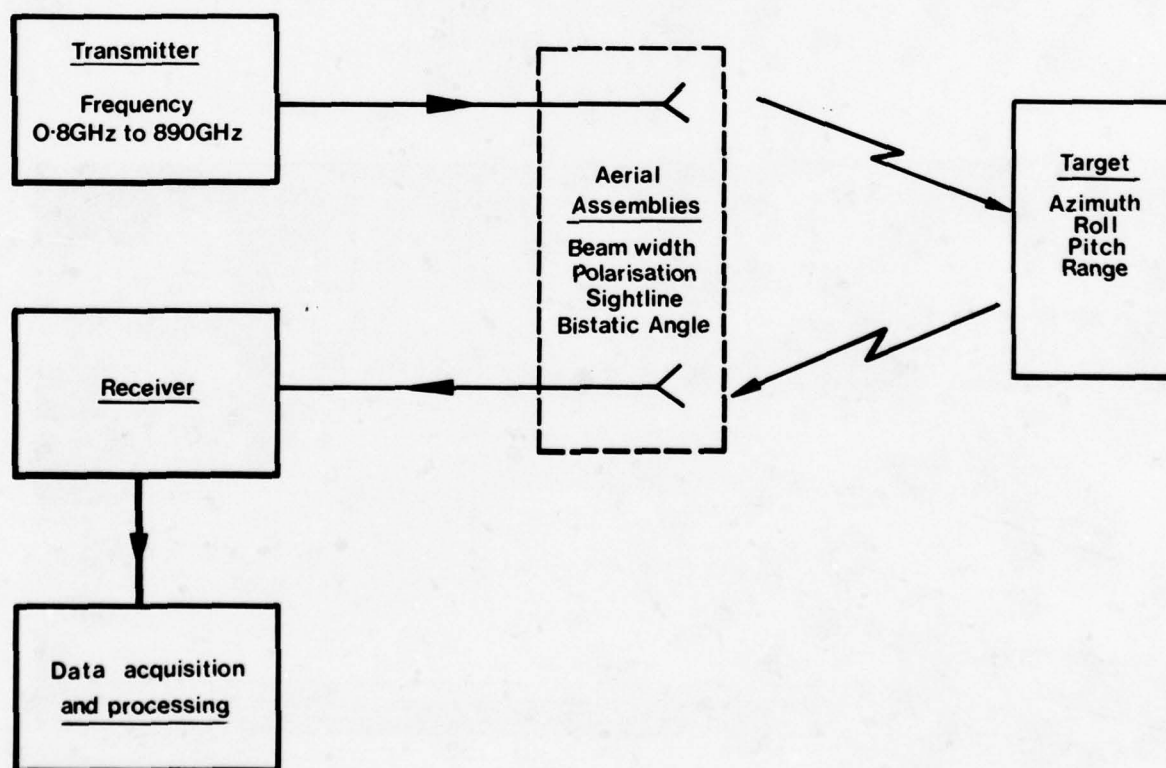 Transmitter
Frequency
0·8GHz to 890GHz
Aerial
Assemblies
Beam width
Polarisation
Sightline
Bistatic Angle
Target
Azimuth
Roll
Pitch
Range
Receiver
Data acquisition
and processing